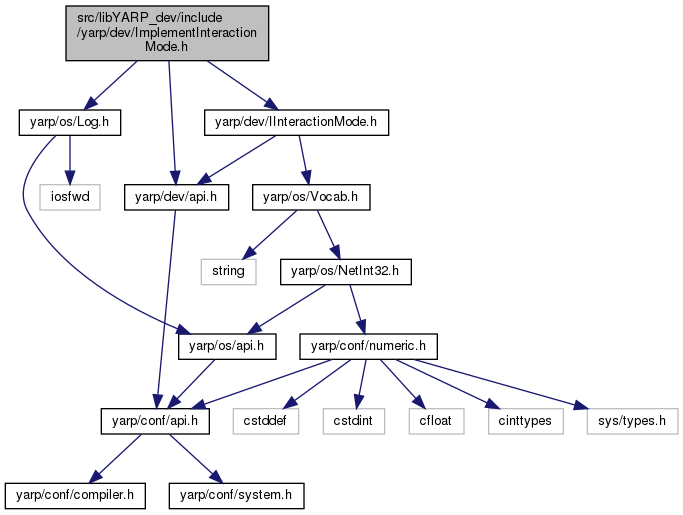 src/libYARP_dev/include
/yarp/dev/ImplementInteraction
Mode.h
yarp/os/Log.h
yarp/dev/IInteractionMode.h
iosfwd
yarp/dev/api.h
yarp/os/Vocab.h
string
yarp/os/NetInt32.h
yarp/os/api.h
yarp/conf/numeric.h
yarp/conf/api.h
cstddef
cstdint
cfloat
cinttypes
sys/types.h
yarp/conf/compiler.h
yarp/conf/system.h